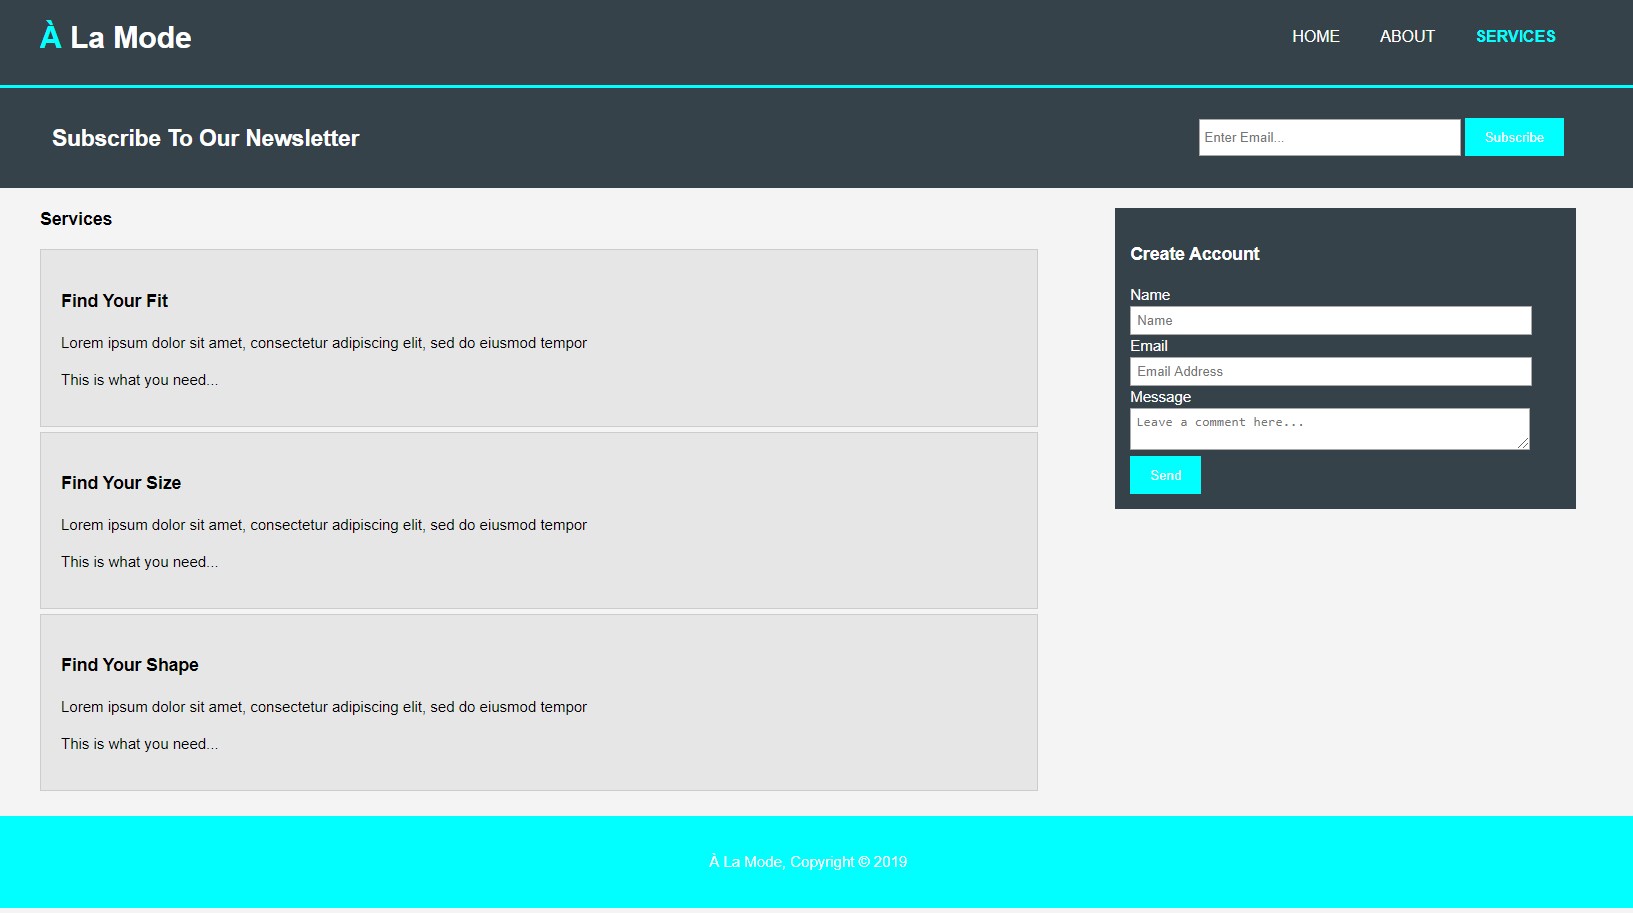 À La Mode
HOME ABOUT SERVICES
Subscribe To Our Newsletter
Enter Email...
Subscribe
Services
Find Your Fit
Lorem ipsum dolor sit amet, consectetur adipiscing elit, sed do eiusmod tempor
This is what you need...
Find Your Size
Lorem ipsum dolor sit amet, consectetur adipiscing elit, sed do eiusmod tempor
This is what you need...
Find Your Shape
Lorem ipsum dolor sit amet, consectetur adipiscing elit, sed do eiusmod tempor
This is what you need...
Create Account
Name
Name
Email
Email Address
Message
Leave a comment here...
Send
À La Mode, Copyright © 2019